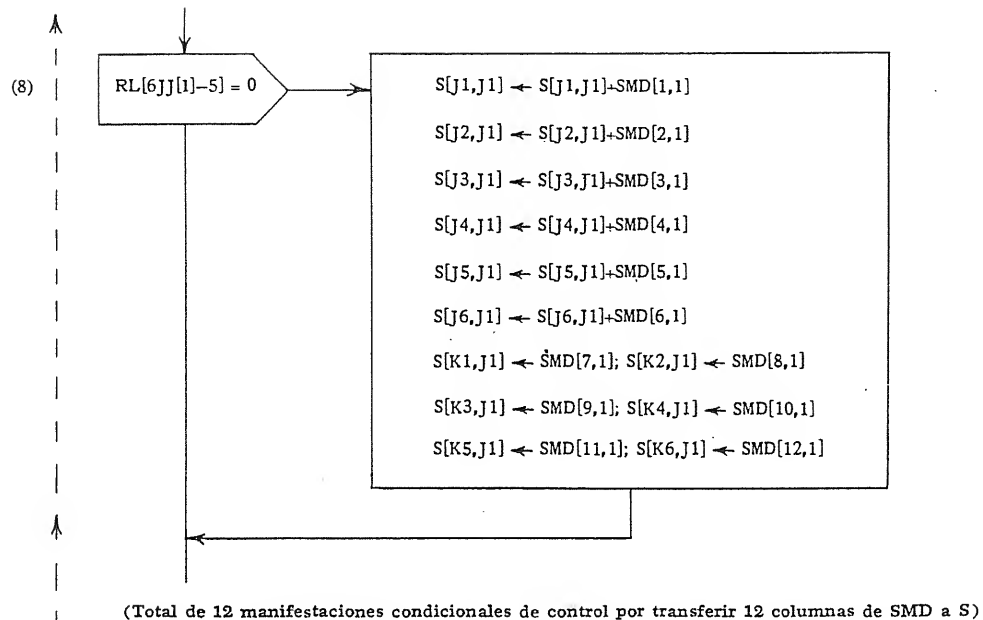 (8)
RL[6JJ[1]-5] = 0
S[J1,J1] ← S[J1,J1]+SMD[1,1]
S[J2,J1] ← S[J2,J1]+SMD[2,1]
S[J3,J1] ← S[J3,J1]+SMD[3,1]
S[J4,J1] ← S[J4,J1]+SMD[4,1]
S[J5,J1] ← S[J5,J1]+SMD[5,1]
S[J6,J1] ← S[J6,J1]+SMD[6,1]
S[K1,J1] ← SMD[7,1]; S[K2,J1] ← SMD[8,1]
S[K3,J1] ← SMD[9,1]; S[K4,J1] ← SMD[10,1]
S[K5,J1] ← SMD[11,1]; S[K6,J1] ← SMD[12,1]
(Total de 12 manifestaciones condicionales de control por transferir 12 columnas de SMD a S)